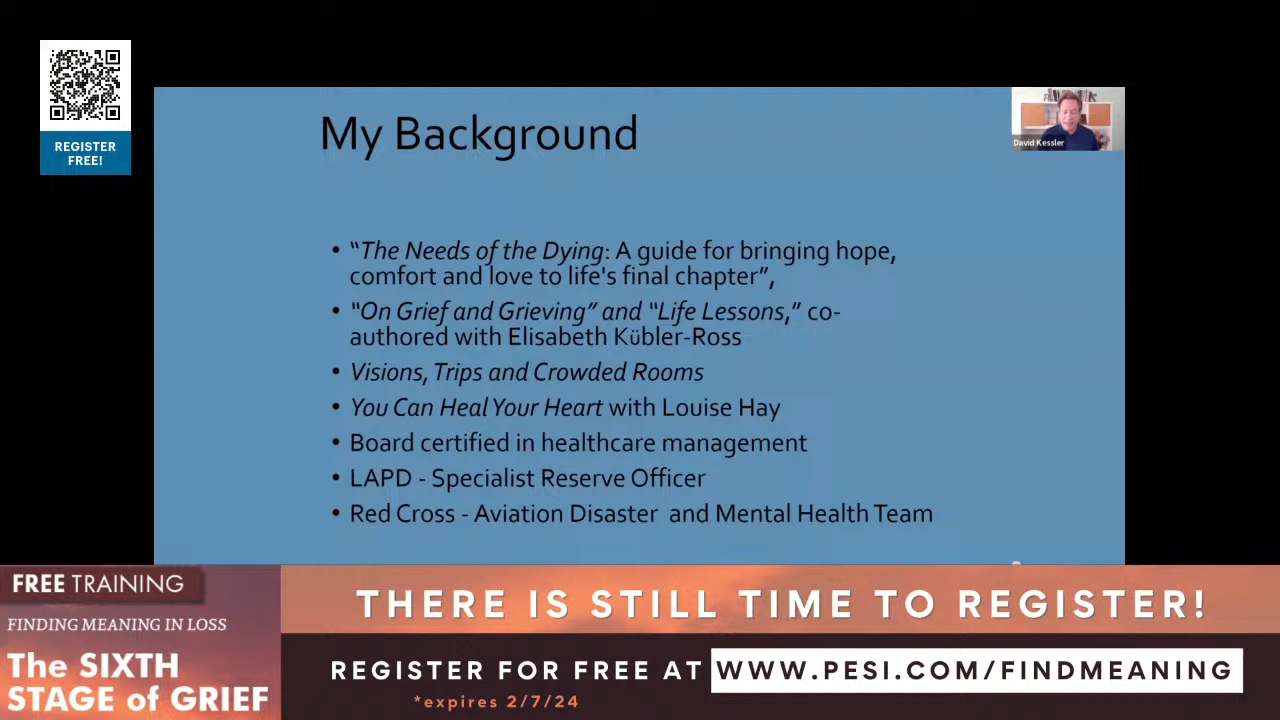 REGISTER
FREE!
My Background
David Kessler
• “The Needs of the Dying: A guide for bringing hope,
comfort and love to life's final chapter”,
• “On Grief and Grieving” and “Life Lessons,” co-
authored with Elisabeth Kübler-Ross
• Visions, Trips and Crowded Rooms
• You Can Heal Your Heart with Louise Hay
• Board certified in healthcare management
• LAPD - Specialist Reserve Officer
• Red Cross - Aviation Disaster  and Mental Health Team
FREE TRAINING
FINDING MEANING IN LOSS
The SIXTH
STAGE of GRIEF
THERE IS STILL TIME TO REGISTER!
REGISTER FOR FREE AT WWW.PESI.COM/FINDMEANING
*expires 2/7/24